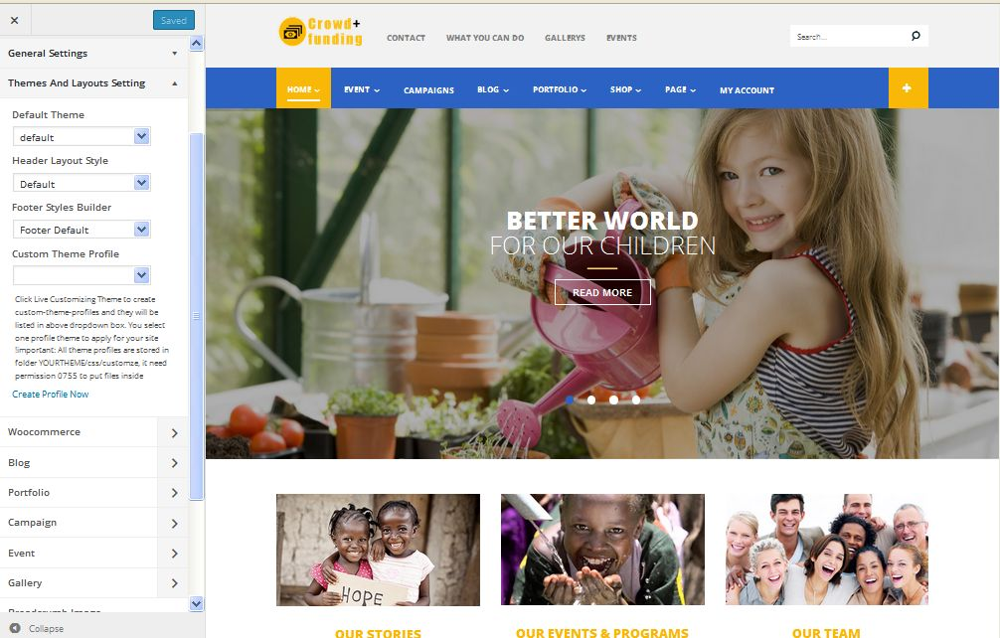 Saved
General Settings
Themes And Layouts Setting
Default Theme
default
Header Layout Style
Default
Footer Styles Builder
Footer Default
Custom Theme Profile
Click Live Customizing Theme to create
custom-theme-profiles and they will be
listed in above dropdown box. You select
one profile theme to apply for your site
!important: All theme profiles are stored in
folder YOURTHEME/css/customze, it need
permission 0755 to put files inside
Create Profile Now
Woocommerce
Blog
Portfolio
Campaign
Event
Gallery
Breadcrumb Image
Collapse
Crowd+
funding
CONTACT WHAT YOU CAN DO GALLERYS EVENTS
Search...
HOME EVENT CAMPAIGNS BLOG PORTFOLIO SHOP PAGE MY ACCOUNT
BETTER WORLD
FOR OUR CHILDREN
READ MORE
HOPE
OUR STORIES OUR EVENTS & PROGRAMS OUR TEAM